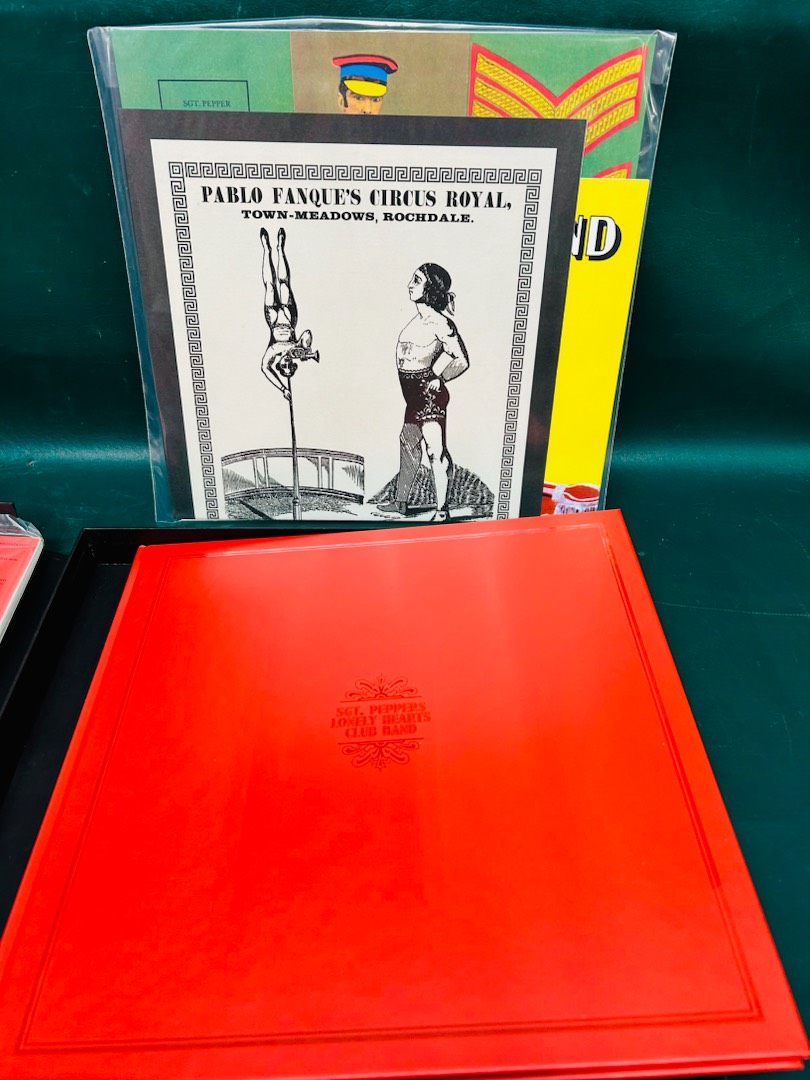 SGT. PEPPER
PABLO FANQUE'S CIRCUS ROYAL,
TOWN-MEADOWS, ROCHDALE.
ND
SGT. PEPPERS
LONELY HEARTS
CLUB BAND